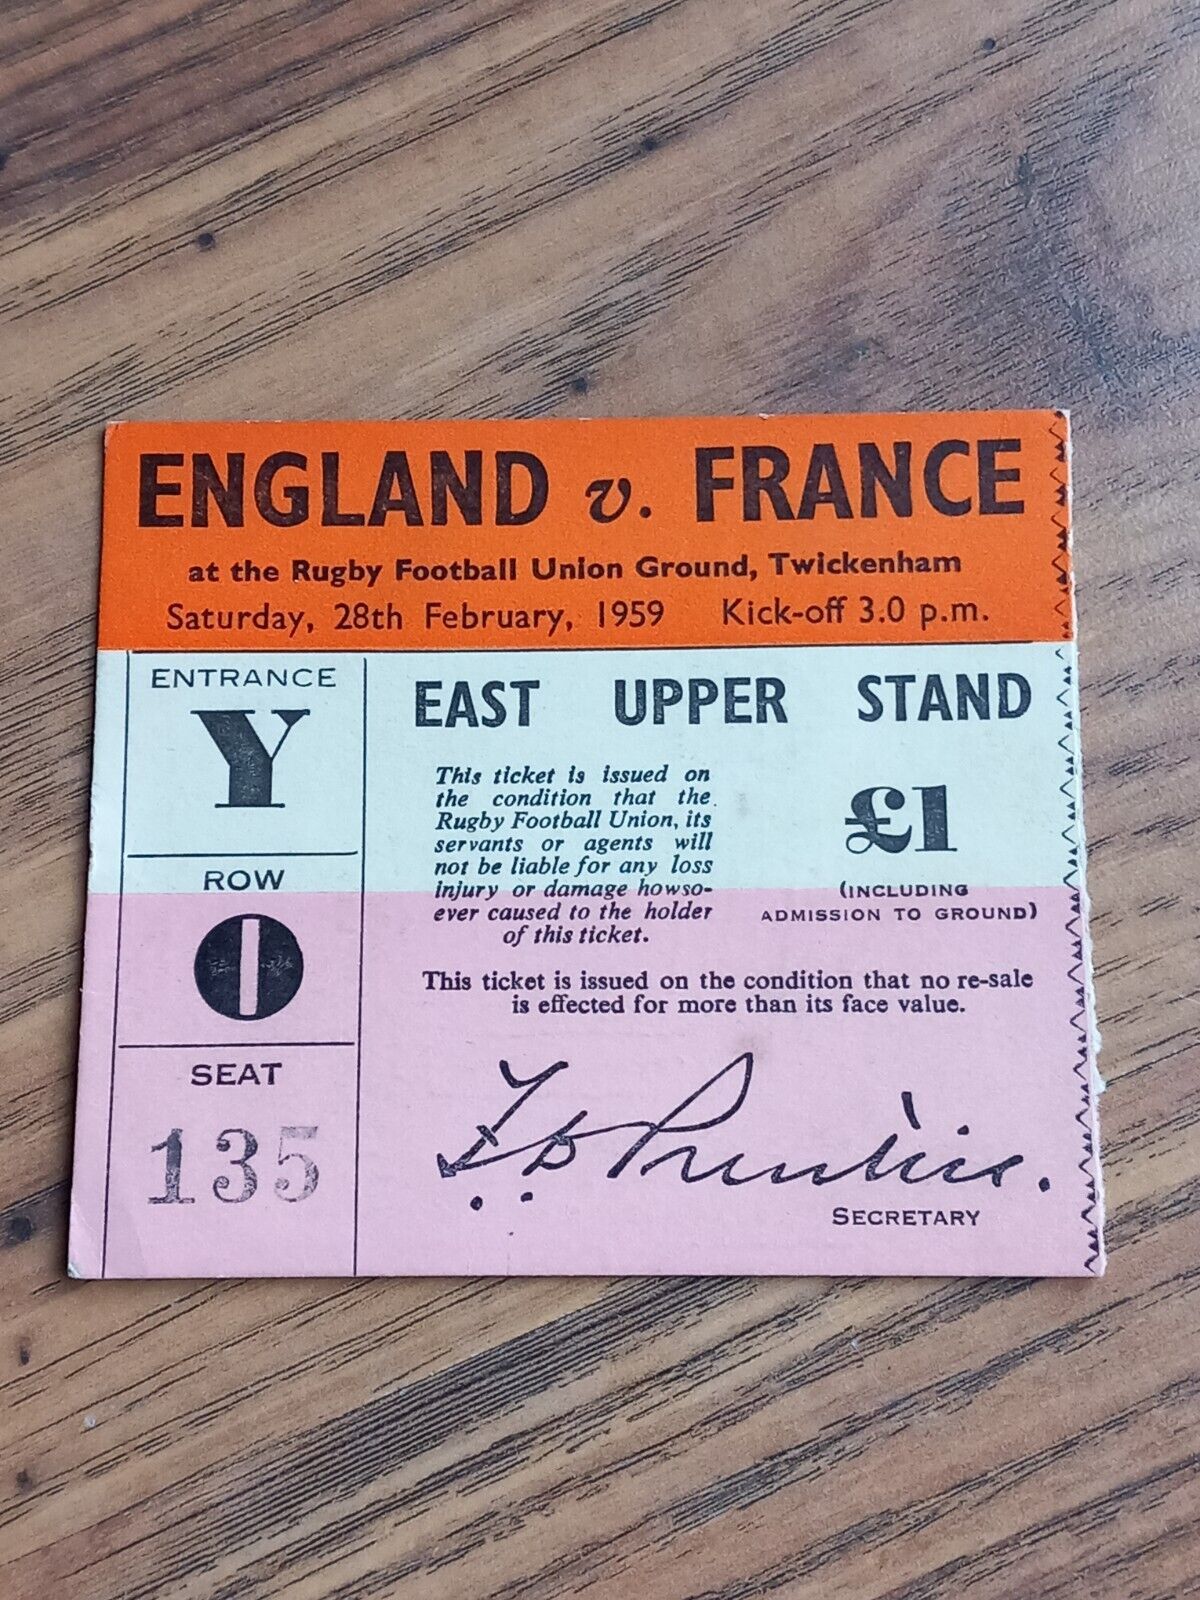 ENGLAND v. FRANCE
at the Rugby Football Union Ground, Twickenham
Saturday, 28th February, 1959 Kick-off 3.0 p.m.
ENTRANCE
Y
ROW
O
SEAT
135
EAST UPPER STAND
This ticket is issued on
the condition that the
Rugby Football Union, its
servants or agents will
not be liable for any loss
injury or damage howso-
ever caused to the holder
of this ticket.
£1
(INCLUDING
ADMISSION TO GROUND)
This ticket is issued on the condition that no re-sale
is effected for more than its face value.
SECRETARY